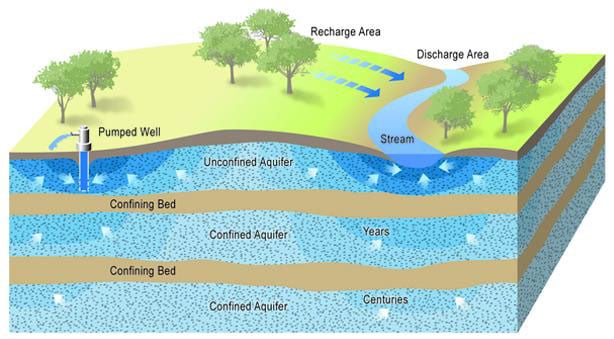 Recharge Area
Discharge Area
Pumped Well
Stream
Unconfined Aquifer
Confining Bed
Confined Aquifer
Years
Confining Bed
Confined Aquifer
Centuries